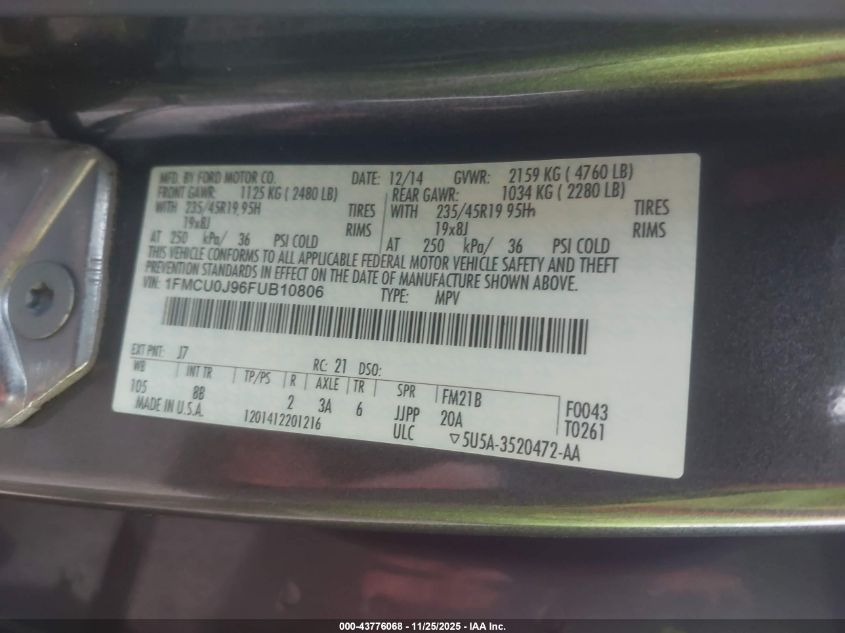 MFD. BY FORD MOTOR CO. DATE: 12/14 GVWR: 2159 KG ( 4760 LB)
FRONT GAWR: 1125 KG ( 2480 LB) REAR GAWR: 1034 KG ( 2280 LB)
WITH 235/45R19 95H TIRES WITH 235/45R19 95H TIRES
19x8J RIMS 19x8J RIMS
AT 250 kPa/ 36 PSI COLD AT 250 kPa/ 36 PSI COLD
THIS VEHICLE CONFORMS TO ALL APPLICABLE FEDERAL MOTOR VEHICLE SAFETY AND THEFT
PREVENTION STANDARDS IN EFFECT ON THE DATE OF MANUFACTURE SHOWN ABOVE.
VIN: 1FMCU0J96FUB10806 TYPE: MPV
EXT PNT: J7 RC: 21 DSO:
WB INT TR TP/PS R AXLE TR SPR FM21B F0043
105 8B 2 3A 6 JJPP 20A T0261
MADE IN U.S.A. 1201412201216 ULC ▽5U5A-3520472-AA
000-43776068 | 11/25/2025 - IAA Inc.